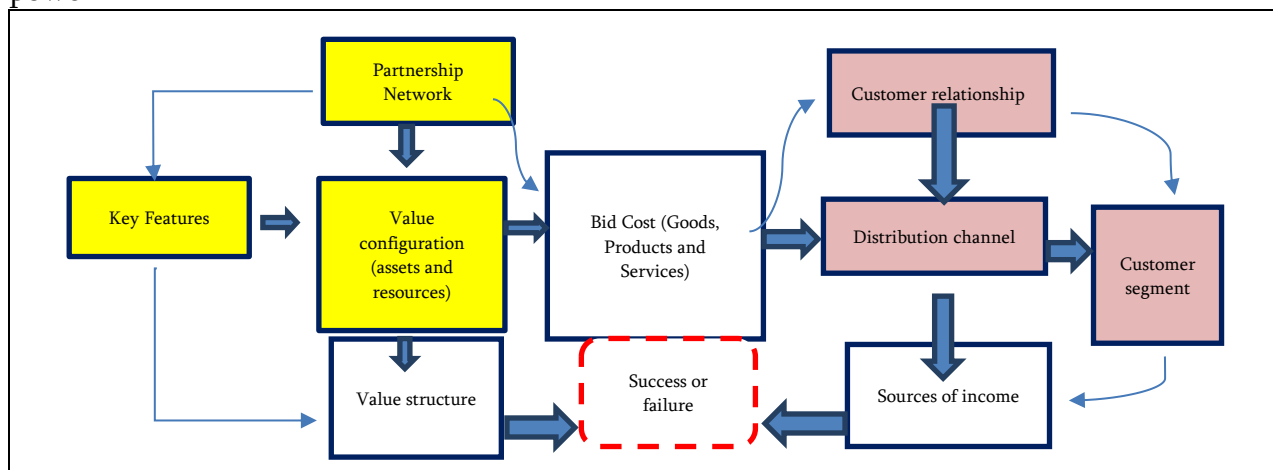 Partnership
Network
Customer relationship
Key Features
Value
configuration
(assets and
resources)
Bid Cost (Goods,
Products and
Services)
Distribution channel
Customer
segment
Value structure
Success or
failure
Sources of income